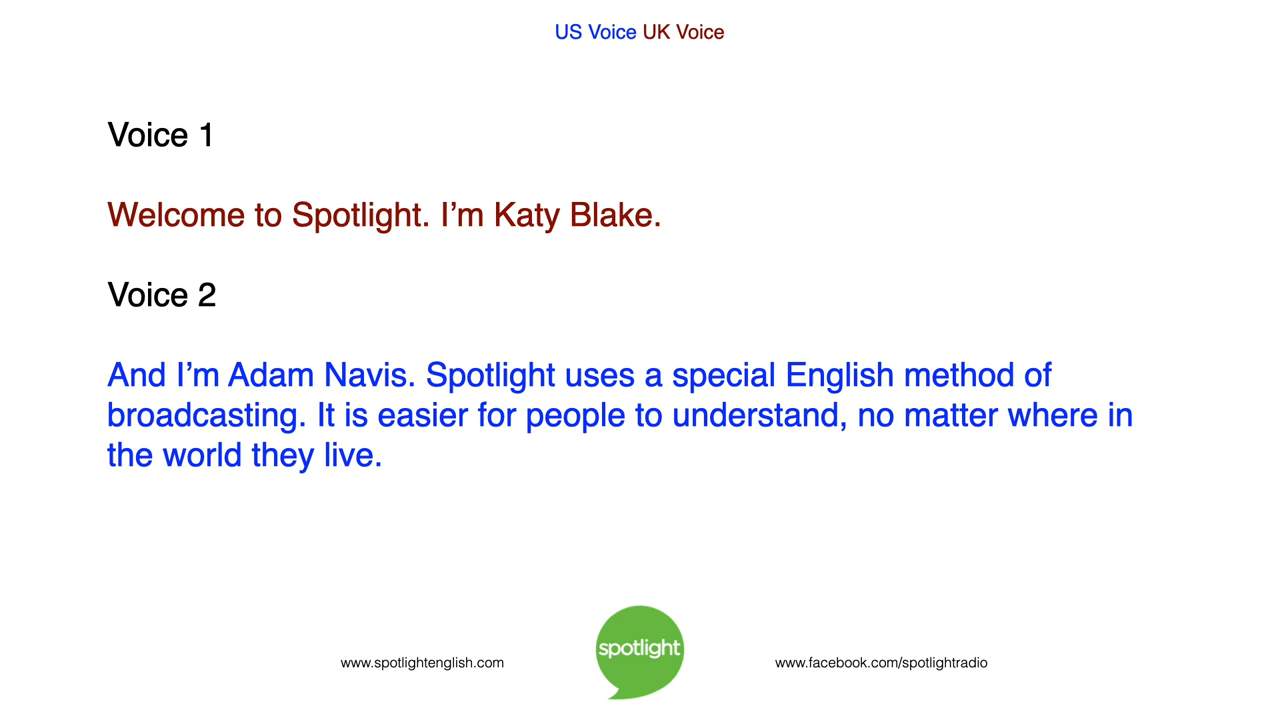 US Voice UK Voice
Voice 1
Welcome to Spotlight. I’m Katy Blake.
Voice 2
And I’m Adam Navis. Spotlight uses a special English method of
broadcasting. It is easier for people to understand, no matter where in
the world they live.
www.spotlightenglish.com
spotlight
www.facebook.com/spotlightradio